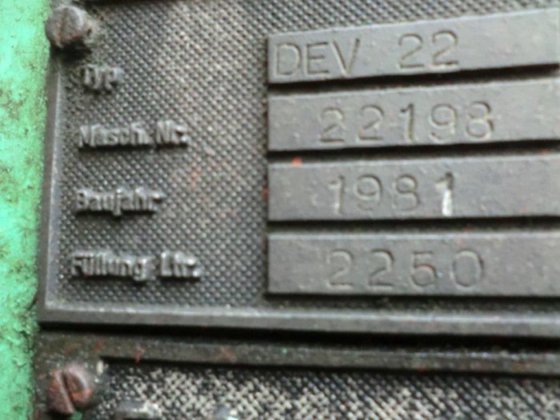 Typ DEV 22
Masch.Nr. 22198
Baujahr 1981
Füllung Ltr. 2250